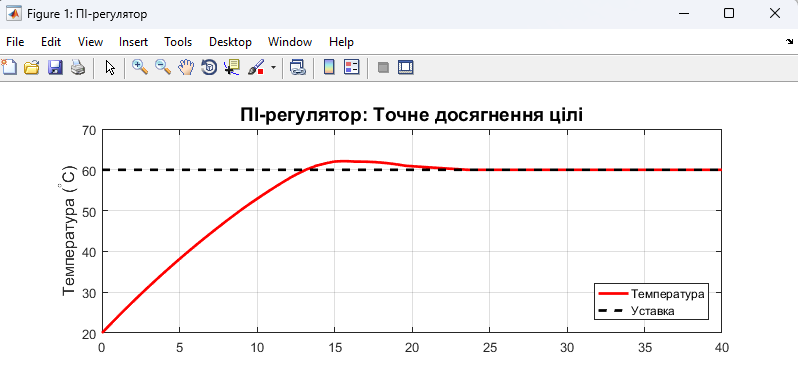 Figure 1: ПІ-регулятор
File Edit View Insert Tools Desktop Window Help
ПІ-регулятор: Точне досягнення цілі
Температура (°C)
70
60
50
40
30
20
0 5 10 15 20 25 30 35 40
Температура
Уставка